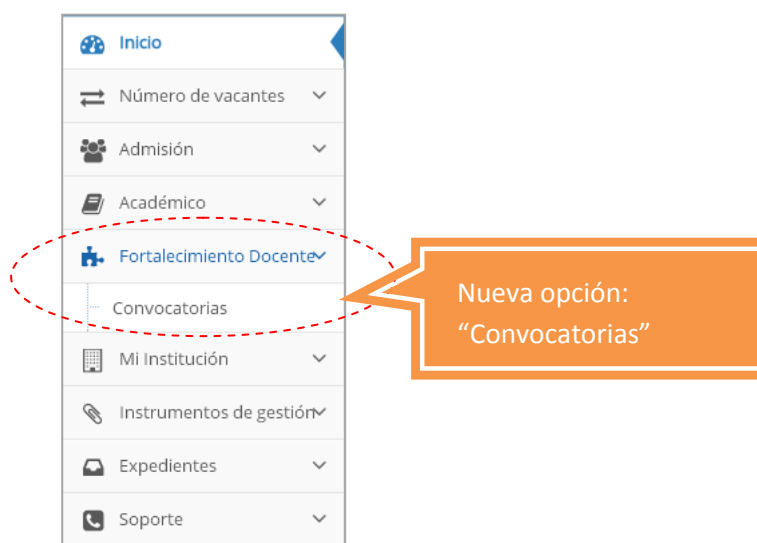 Inicio
Número de vacantes
Admisión
Académico
Fortalecimiento Docente
Convocatorias
Mi Institución
Instrumentos de gestión
Expedientes
Soporte
Nueva opción:
“Convocatorias”